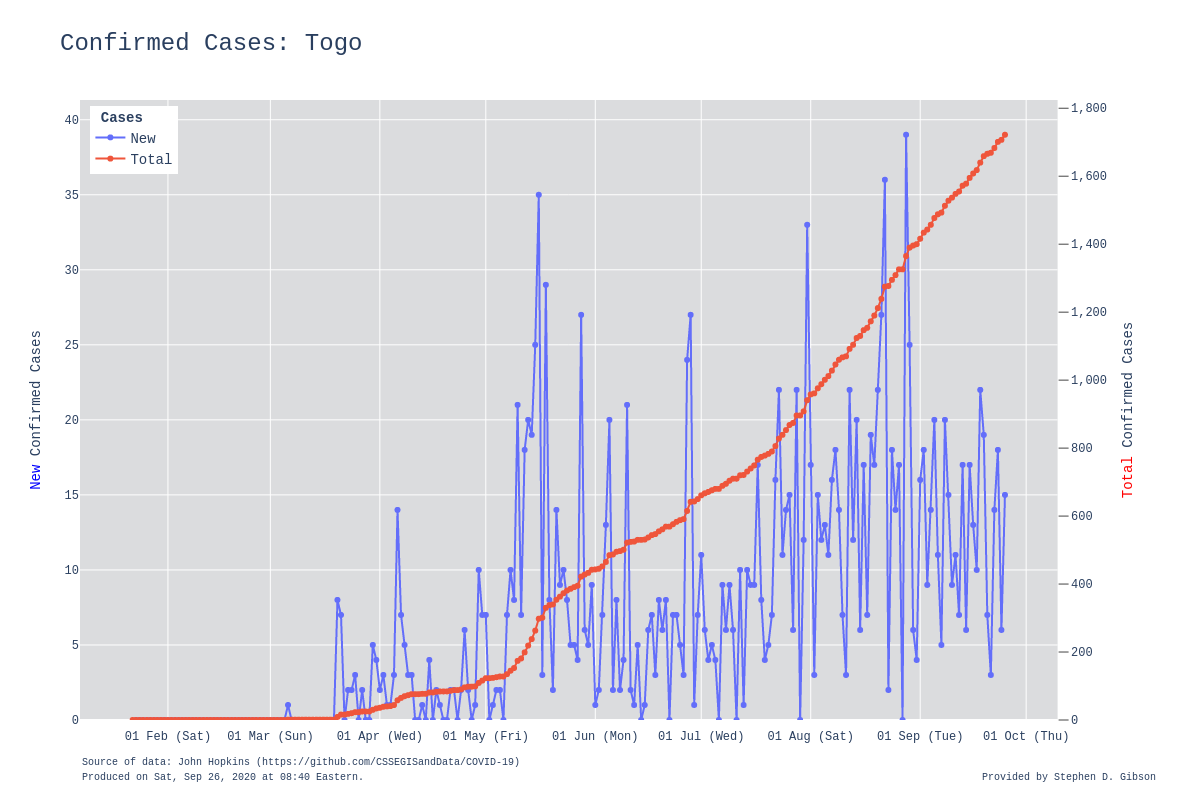 Confirmed Cases: Togo
Cases
New
Total
40
35
30
25
20
15
10
5
0
New Confirmed Cases
1,800
1,600
1,400
1,200
1,000
800
600
400
200
0
Total Confirmed Cases
01 Feb (Sat) 01 Mar (Sun) 01 Apr (Wed) 01 May (Fri) 01 Jun (Mon) 01 Jul (Wed) 01 Aug (Sat) 01 Sep (Tue) 01 Oct (Thu)
Source of data: John Hopkins (https://github.com/CSSEGISandData/COVID-19)
Produced on Sat, Sep 26, 2020 at 08:40 Eastern.
Provided by Stephen D. Gibson